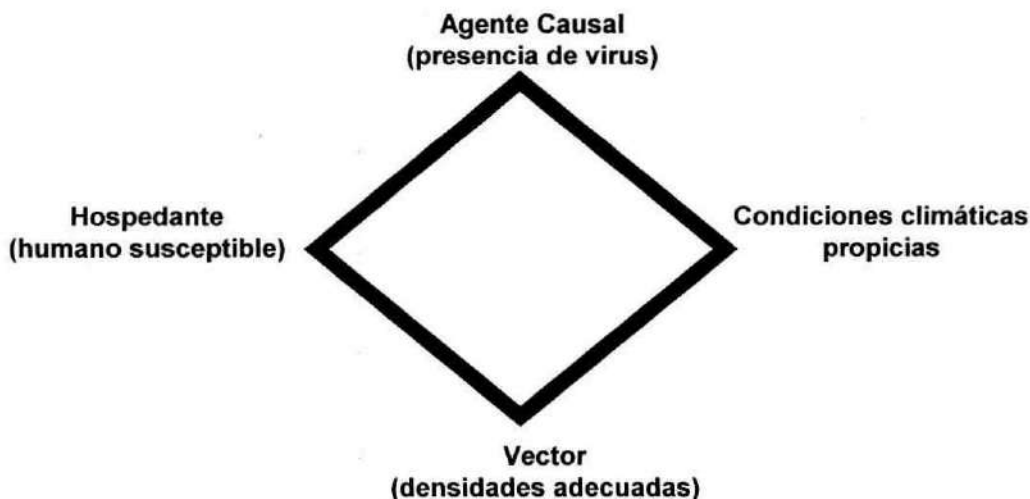 Agente Causal
(presencia de virus)
Hospedante
(humano susceptible)
Condiciones climáticas
propicias
Vector
(densidades adecuadas)